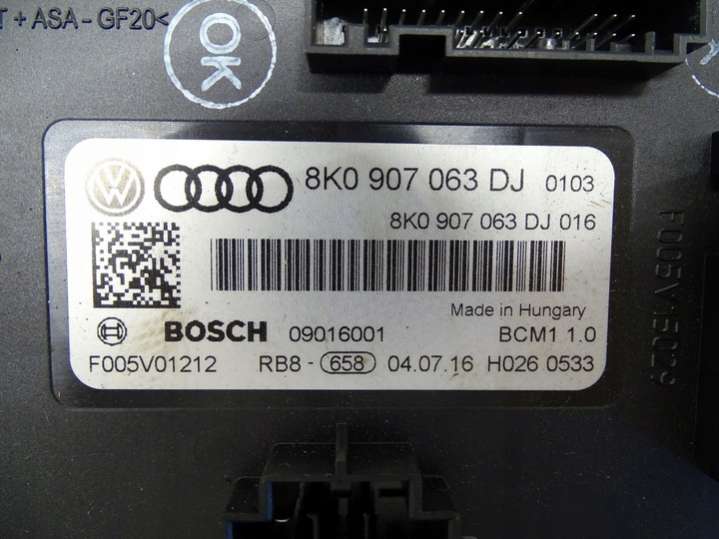 T + ASA - GF20<
OK
8K0 907 063 DJ 0103
8K0 907 063 DJ 016
Made in Hungary
BOSCH 09016001 BCM1 1.0
F005V01212 RB8 - 658 04.07.16 H026 0533
F005V15029